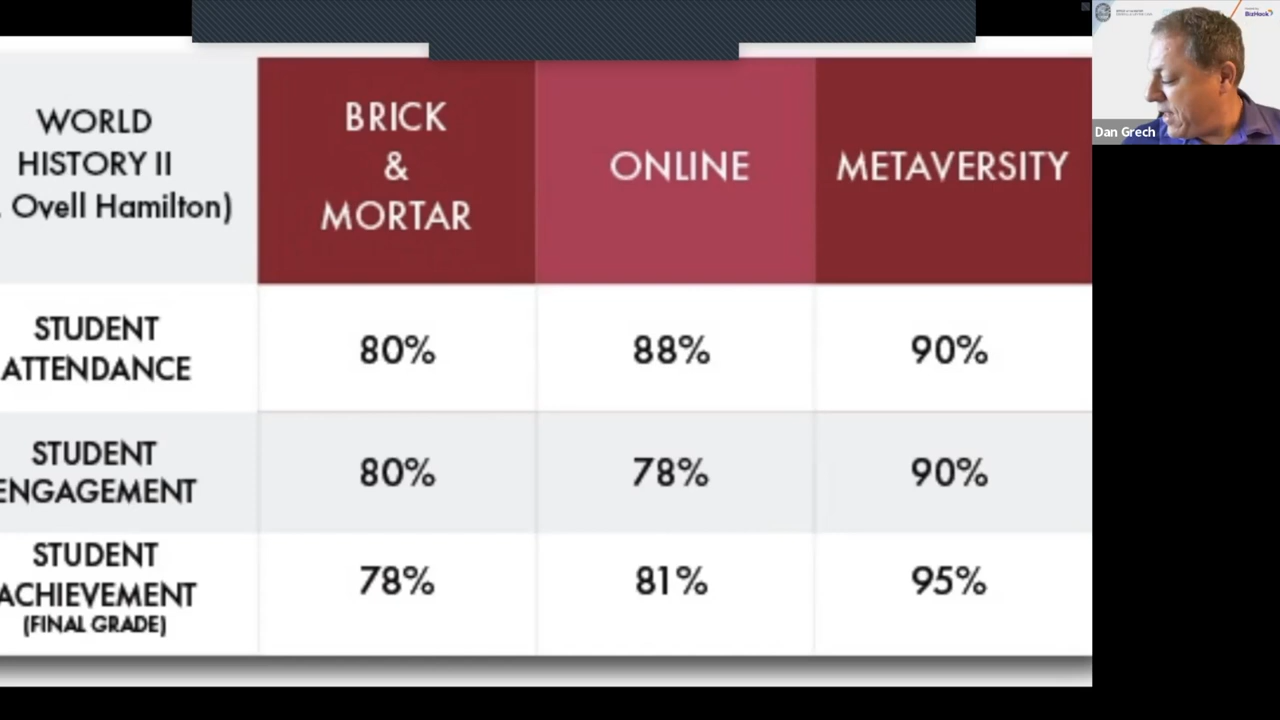 WORLD
HISTORY II
. Ovell Hamilton)
BRICK
&
MORTAR
ONLINE
METAVERSITY
STUDENT
ATTENDANCE
80%
88%
90%
STUDENT
ENGAGEMENT
80%
78%
90%
STUDENT
ACHIEVEMENT
(FINAL GRADE)
78%
81%
95%
BizHack
Dan Grech